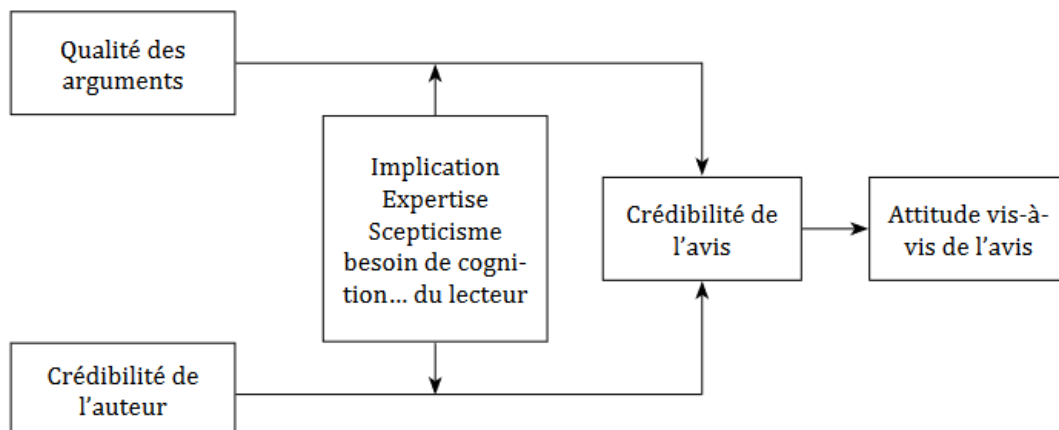 Qualité des
arguments
Implication
Expertise
Scepticisme
besoin de cogni-
tion... du lecteur
Crédibilité de
l'avis
Attitude vis-à-
vis de l'avis
Crédibilité de
l'auteur